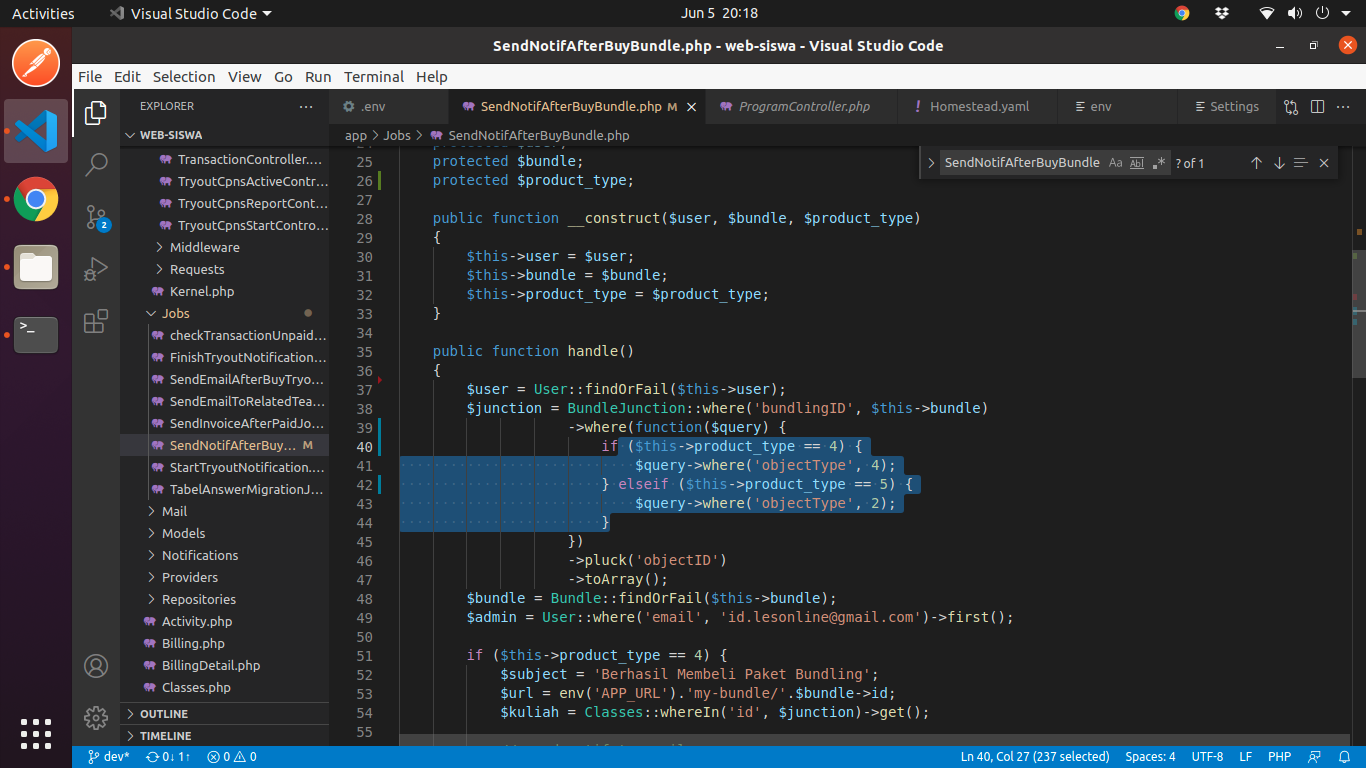 Activities
Visual Studio Code
Jun 5 20:18
SendNotifAfterBuyBundle.php - web-siswa - Visual Studio Code
File Edit Selection View Go Run Terminal Help
EXPLORER
WEB-SISWA
TransactionController....
TryoutCpnsActiveContr...
TryoutCpnsReportCont...
TryoutCpnsStartContro...
Middleware
Requests
Kernel.php
Jobs
checkTransactionUnpaid...
FinishTryoutNotification...
SendEmailAfterBuyTryo...
SendEmailToRelatedTea...
SendInvoiceAfterPaidJo...
SendNotifAfterBuy... M
StartTryoutNotification....
TabelAnswerMigrationJ...
Mail
Models
Notifications
Providers
Repositories
Activity.php
Billing.php
BillingDetail.php
Classes.php
OUTLINE
TIMELINE
2
.env
SendNotifAfterBuyBundle.php M
ProgramController.php
! Homestead.yaml
env
Settings
app > Jobs > SendNotifAfterBuyBundle.php
SendNotifAfterBuyBundle Aa Abl .* ? of 1
25 protected $bundle;
26 protected $product_type;
27
28 public function __construct($user, $bundle, $product_type)
29 {
30 $this->user = $user;
31 $this->bundle = $bundle;
32 $this->product_type = $product_type;
33 }
34
35 public function handle()
36 {
37 $user = User::findOrFail($this->user);
38 $junction = BundleJunction::where('bundlingID', $this->bundle)
39 ->where(function($query) {
40 if ($this->product_type == 4) {
41 $query->where('objectType', 4);
42 } elseif ($this->product_type == 5) {
43 $query->where('objectType', 2);
44 }
45 })
46 ->pluck('objectID')
47 ->toArray();
48 $bundle = Bundle::findOrFail($this->bundle);
49 $admin = User::where('email', 'id.lesonline@gmail.com')->first();
50
51 if ($this->product_type == 4) {
52 $subject = 'Berhasil Membeli Paket Bundling';
53 $url = env('APP_URL').'my-bundle/'.$bundle->id;
54 $kuliah = Classes::whereIn('id', $junction)->get();
55
dev* 0↓ 1↑ 0 0
Ln 40, Col 27 (237 selected) Spaces: 4 UTF-8 LF PHP